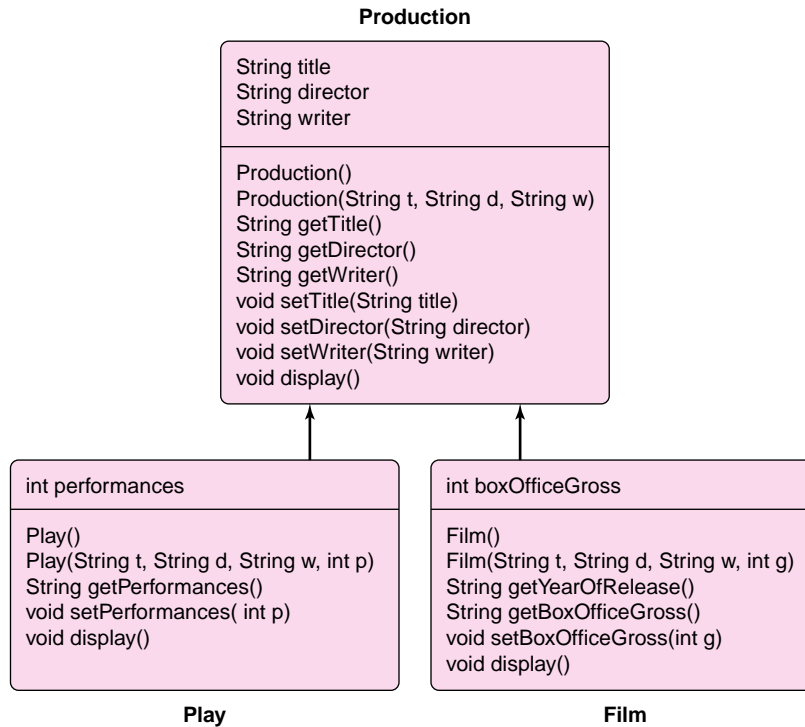 Production
String title
String director
String writer
Production()
Production(String t, String d, String w)
String getTitle()
String getDirector()
String getWriter()
void setTitle(String title)
void setDirector(String director)
void setWriter(String writer)
void display()
int performances
Play()
Play(String t, String d, String w, int p)
String getPerformances()
void setPerformances( int p)
void display()
Play
int boxOfficeGross
Film()
Film(String t, String d, String w, int g)
String getYearOfRelease()
String getBoxOfficeGross()
void setBoxOfficeGross(int g)
void display()
Film